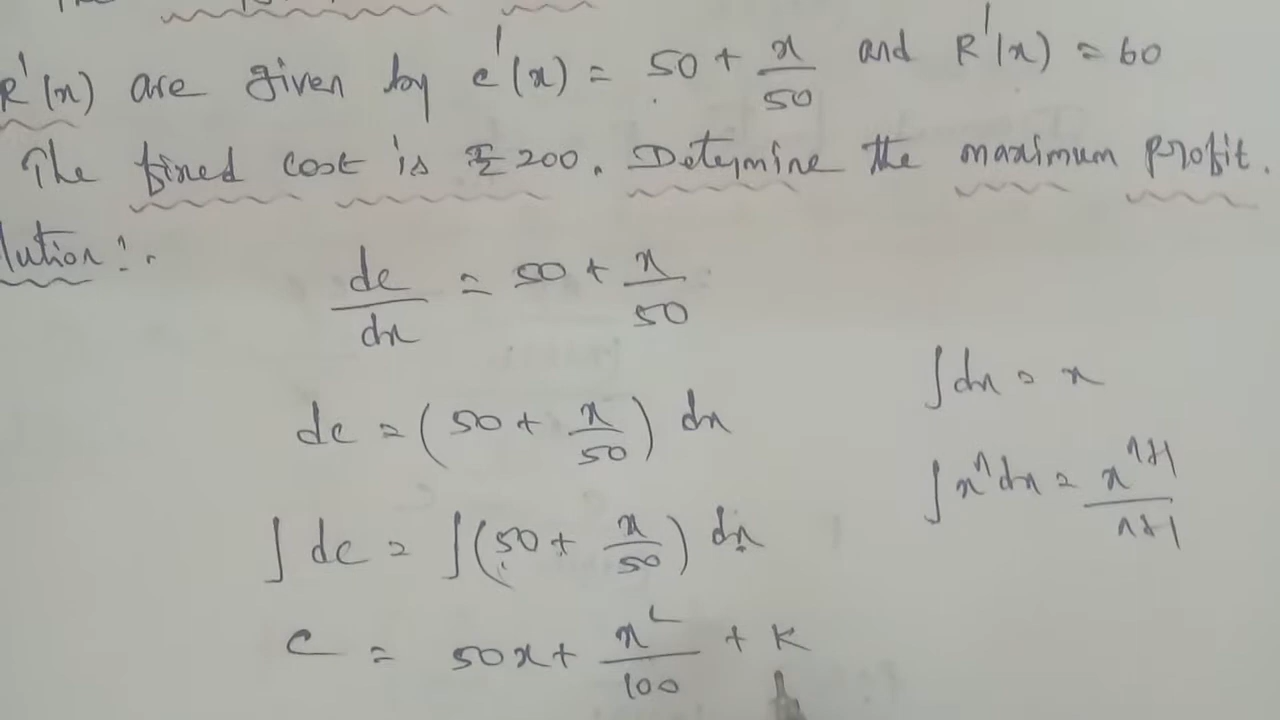 The
R'(x) are given by c'(x) = 50 + x/50 and R'(x) = 60
The fixed cost is ₹ 200. Determine the maximum profit.
lution :.
dc/dx = 50 + x/50
dc = (50 + x/50) dx
∫dx = x
∫x^n dx = x^(n+1)/(n+1)
∫ dc = ∫(50 + x/50) dx
C = 50x + x²/100 + K